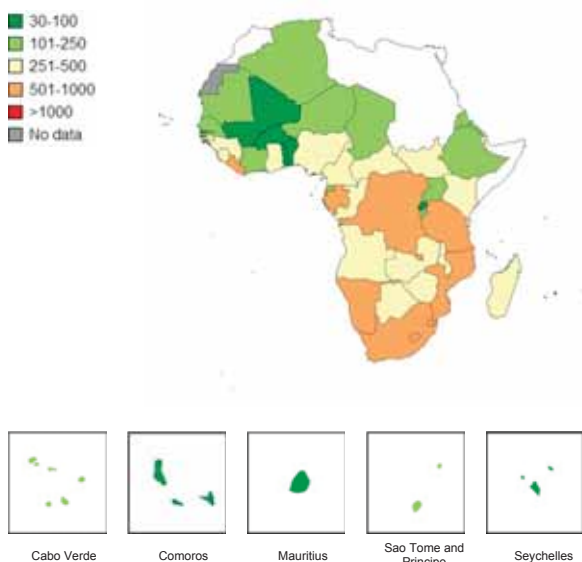 30-100
101-250
251-500
501-1000
>1000
No data
Cabo Verde
Comoros
Mauritius
Sao Tome and
Principe
Seychelles